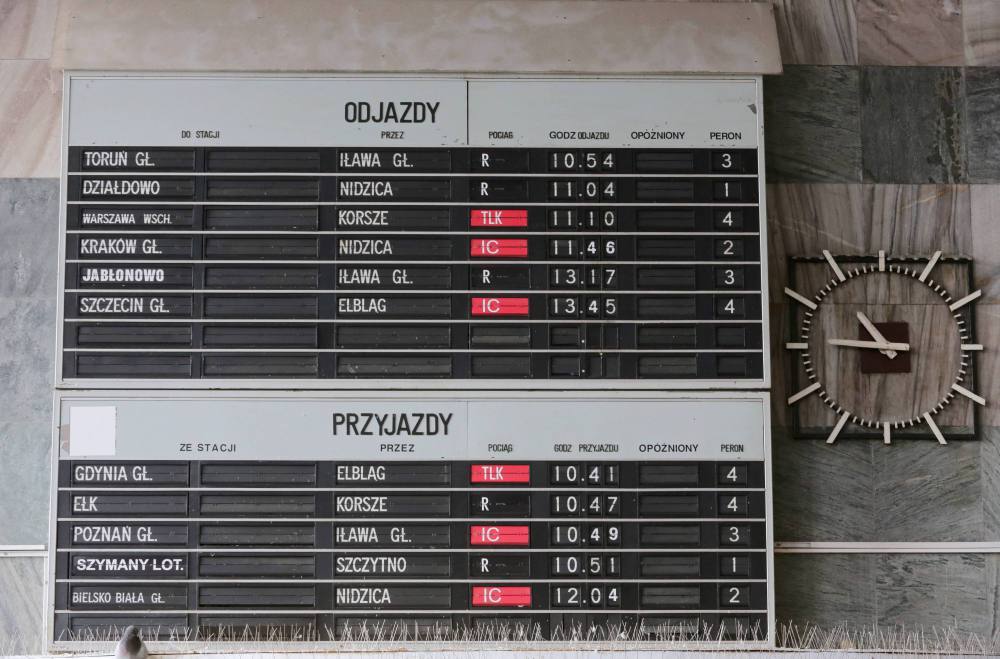 ODJAZDY
DO STACJI PRZEZ POCIĄG GODZ ODJAZDU OPÓŹNIONY PERON
TORUŃ GŁ. IŁAWA GŁ. R 10.54 3
DZIAŁDOWO NIDZICA R 11.04 1
WARSZAWA WSCH. KORSZE TLK 11.10 4
KRAKÓW GŁ. NIDZICA IC 11.46 2
JABŁONOWO IŁAWA GŁ. R 13.17 3
SZCZECIN GŁ. ELBLAG IC 13.45 4
PRZYJAZDY
ZE STACJI PRZEZ POCIĄG GODZ PRZYJAZDU OPÓŹNIONY PERON
GDYNIA GŁ. ELBLAG TLK 10.41 4
EŁK KORSZE R 10.47 4
POZNAŃ GŁ. IŁAWA GŁ. IC 10.49 3
SZYMANY LOT. SZCZYTNO R 10.51 1
BIELSKO BIAŁA GŁ. NIDZICA IC 12.04 2